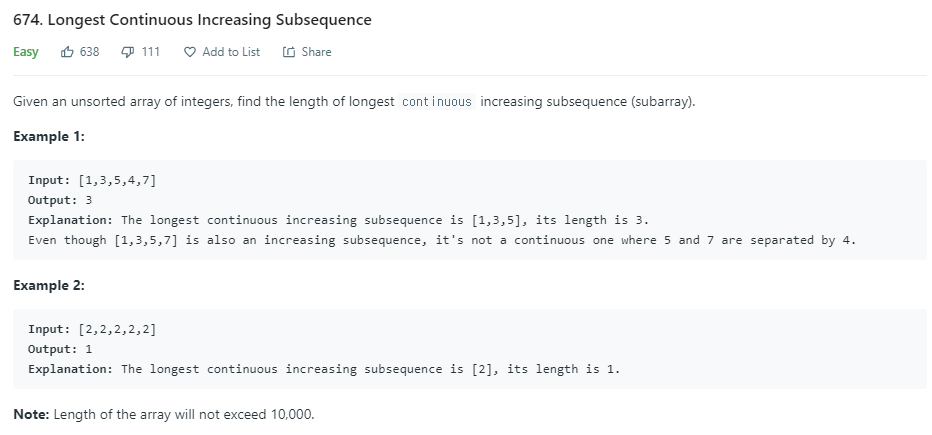 674. Longest Continuous Increasing Subsequence
Easy 638 111 Add to List Share
Given an unsorted array of integers, find the length of longest continuous increasing subsequence (subarray).
Example 1:
Input: [1,3,5,4,7]
Output: 3
Explanation: The longest continuous increasing subsequence is [1,3,5], its length is 3.
Even though [1,3,5,7] is also an increasing subsequence, it's not a continuous one where 5 and 7 are separated by 4.
Example 2:
Input: [2,2,2,2,2]
Output: 1
Explanation: The longest continuous increasing subsequence is [2], its length is 1.
Note: Length of the array will not exceed 10,000.